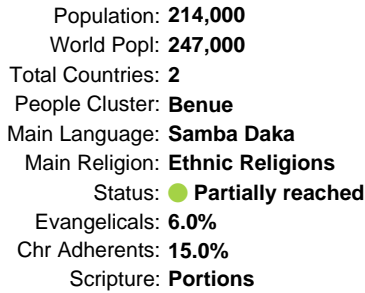 Population: 214,000
World Popl: 247,000
Total Countries: 2
People Cluster: Benue
Main Language: Samba Daka
Main Religion: Ethnic Religions
Status: Partially reached
Evangelicals: 6.0%
Chr Adherents: 15.0%
Scripture: Portions